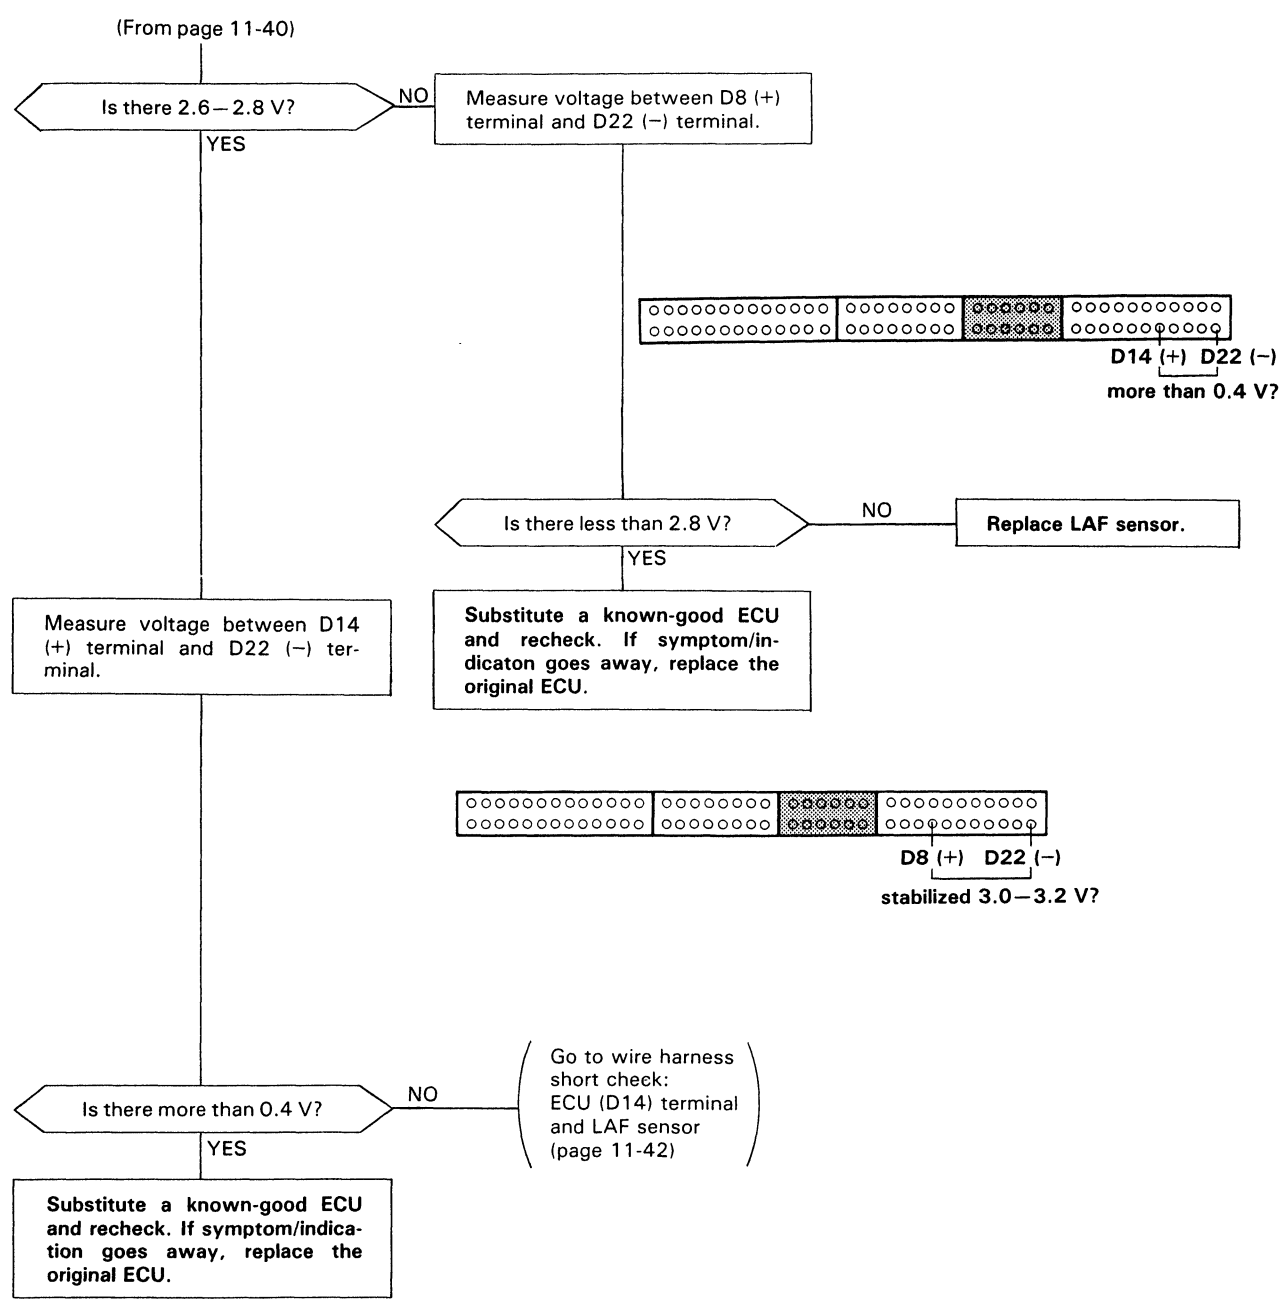 (From page 11-40)
Is there 2.6—2.8 V?
NO
YES
Measure voltage between D8 (+)
terminal and D22 (−) terminal.
D14 (+) D22 (−)
more than 0.4 V?
Is there less than 2.8 V?
NO
Replace LAF sensor.
YES
Substitute a known-good ECU
and recheck. If symptom/in-
dicaton goes away, replace the
original ECU.
Measure voltage between D14
(+) terminal and D22 (−) ter-
minal.
D8 (+) D22 (−)
stabilized 3.0—3.2 V?
Is there more than 0.4 V?
NO
Go to wire harness
short check:
ECU (D14) terminal
and LAF sensor
(page 11-42)
YES
Substitute a known-good ECU
and recheck. If symptom/indica-
tion goes away, replace the
original ECU.